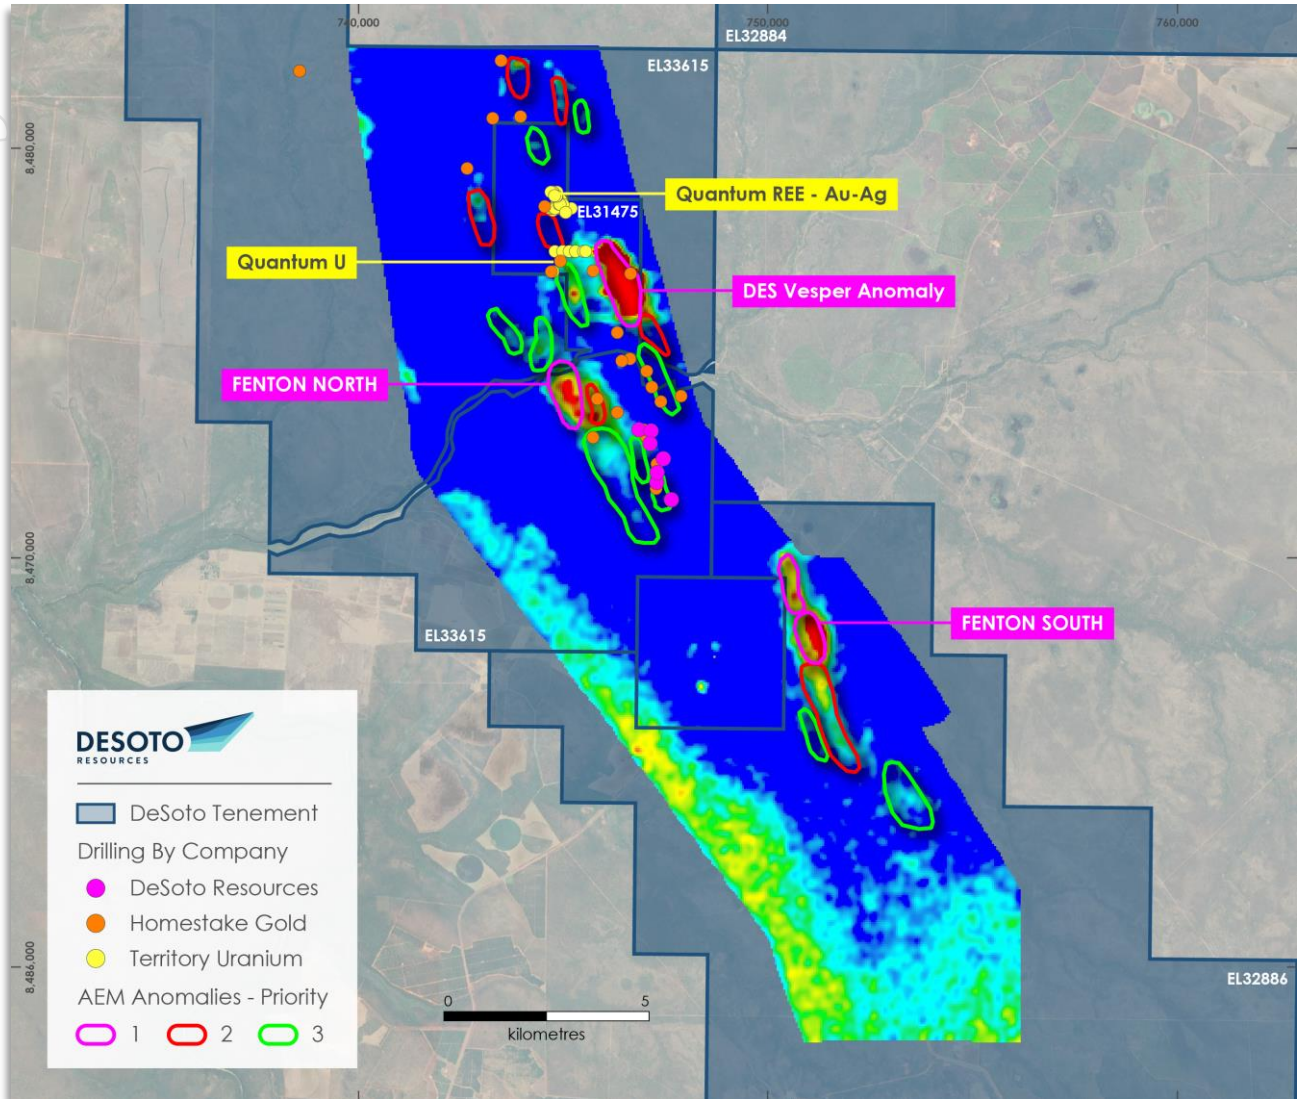 740,000
750,000
760,000
EL32884
EL33615
8,480,000
Quantum REE - Au-Ag
EL31475
Quantum U
DES Vesper Anomaly
FENTON NORTH
8,470,000
FENTON SOUTH
EL33615
DESOTO
RESOURCES
DeSoto Tenement
Drilling By Company
DeSoto Resources
Homestake Gold
Territory Uranium
AEM Anomalies - Priority
1 2 3
0 5
kilometres
8,486,000
EL32886